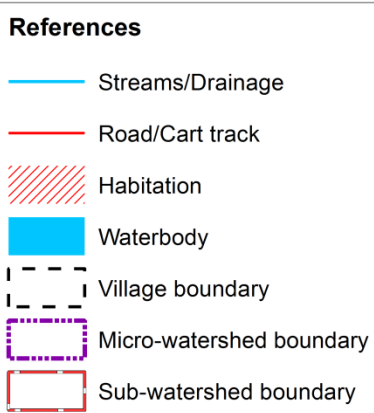 References
Streams/Drainage
Road/Cart track
Habitation
Waterbody
Village boundary
Micro-watershed boundary
Sub-watershed boundary